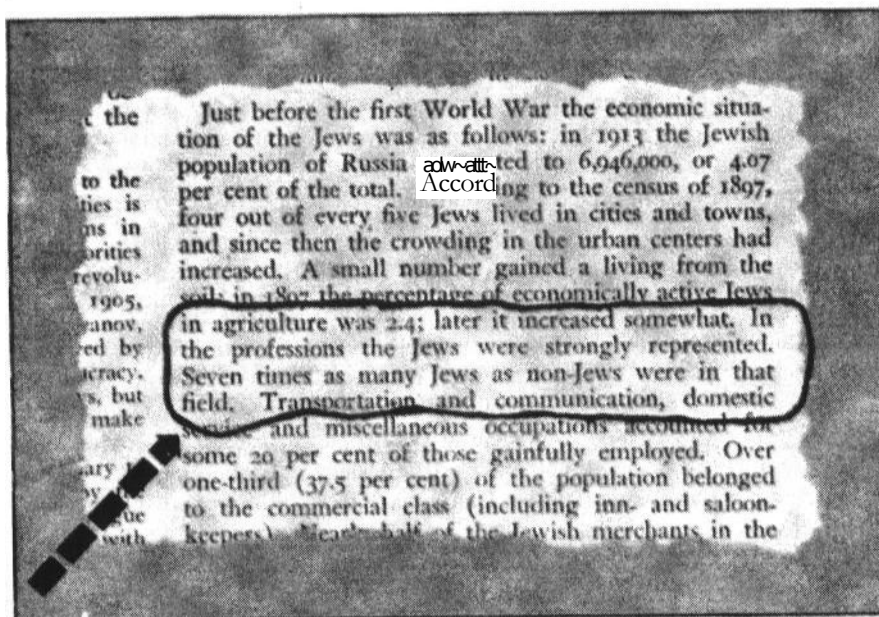 t the
to the
ties is
ns in
orities
revolu-
1905,
anov,
ed by
acracy.
s, but
make
ary
by
gue
with
Just before the first World War the economic situa-
tion of the Jews was as follows: in 1913 the Jewish
population of Russia adw~attt~ted to 6,946,000, or 4.07
per cent of the total. According to the census of 1897,
four out of every five Jews lived in cities and towns,
and since then the crowding in the urban centers had
increased. A small number gained a living from the
soil; in 1897 the percentage of economically active Jews
in agriculture was 2.4; later it increased somewhat. In
the professions the Jews were strongly represented.
Seven times as many Jews as non-Jews were in that
field. Transportation and communication, domestic
service and miscellaneous occupations accounted for
some 20 per cent of those gainfully employed. Over
one-third (37.5 per cent) of the population belonged
to the commercial class (including inn- and saloon-
keepers). Nearly half of the Jewish merchants in the